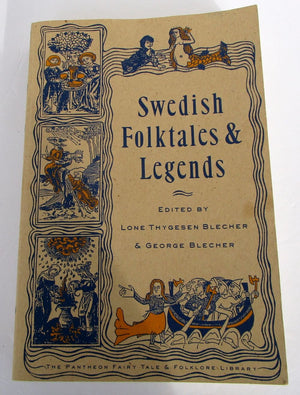 Swedish
Folktales &
Legends
EDITED BY
LONE THYGESEN BLECHER
& GEORGE BLECHER
THE PANTHEON FAIRY TALE & FOLKLORE LIBRARY